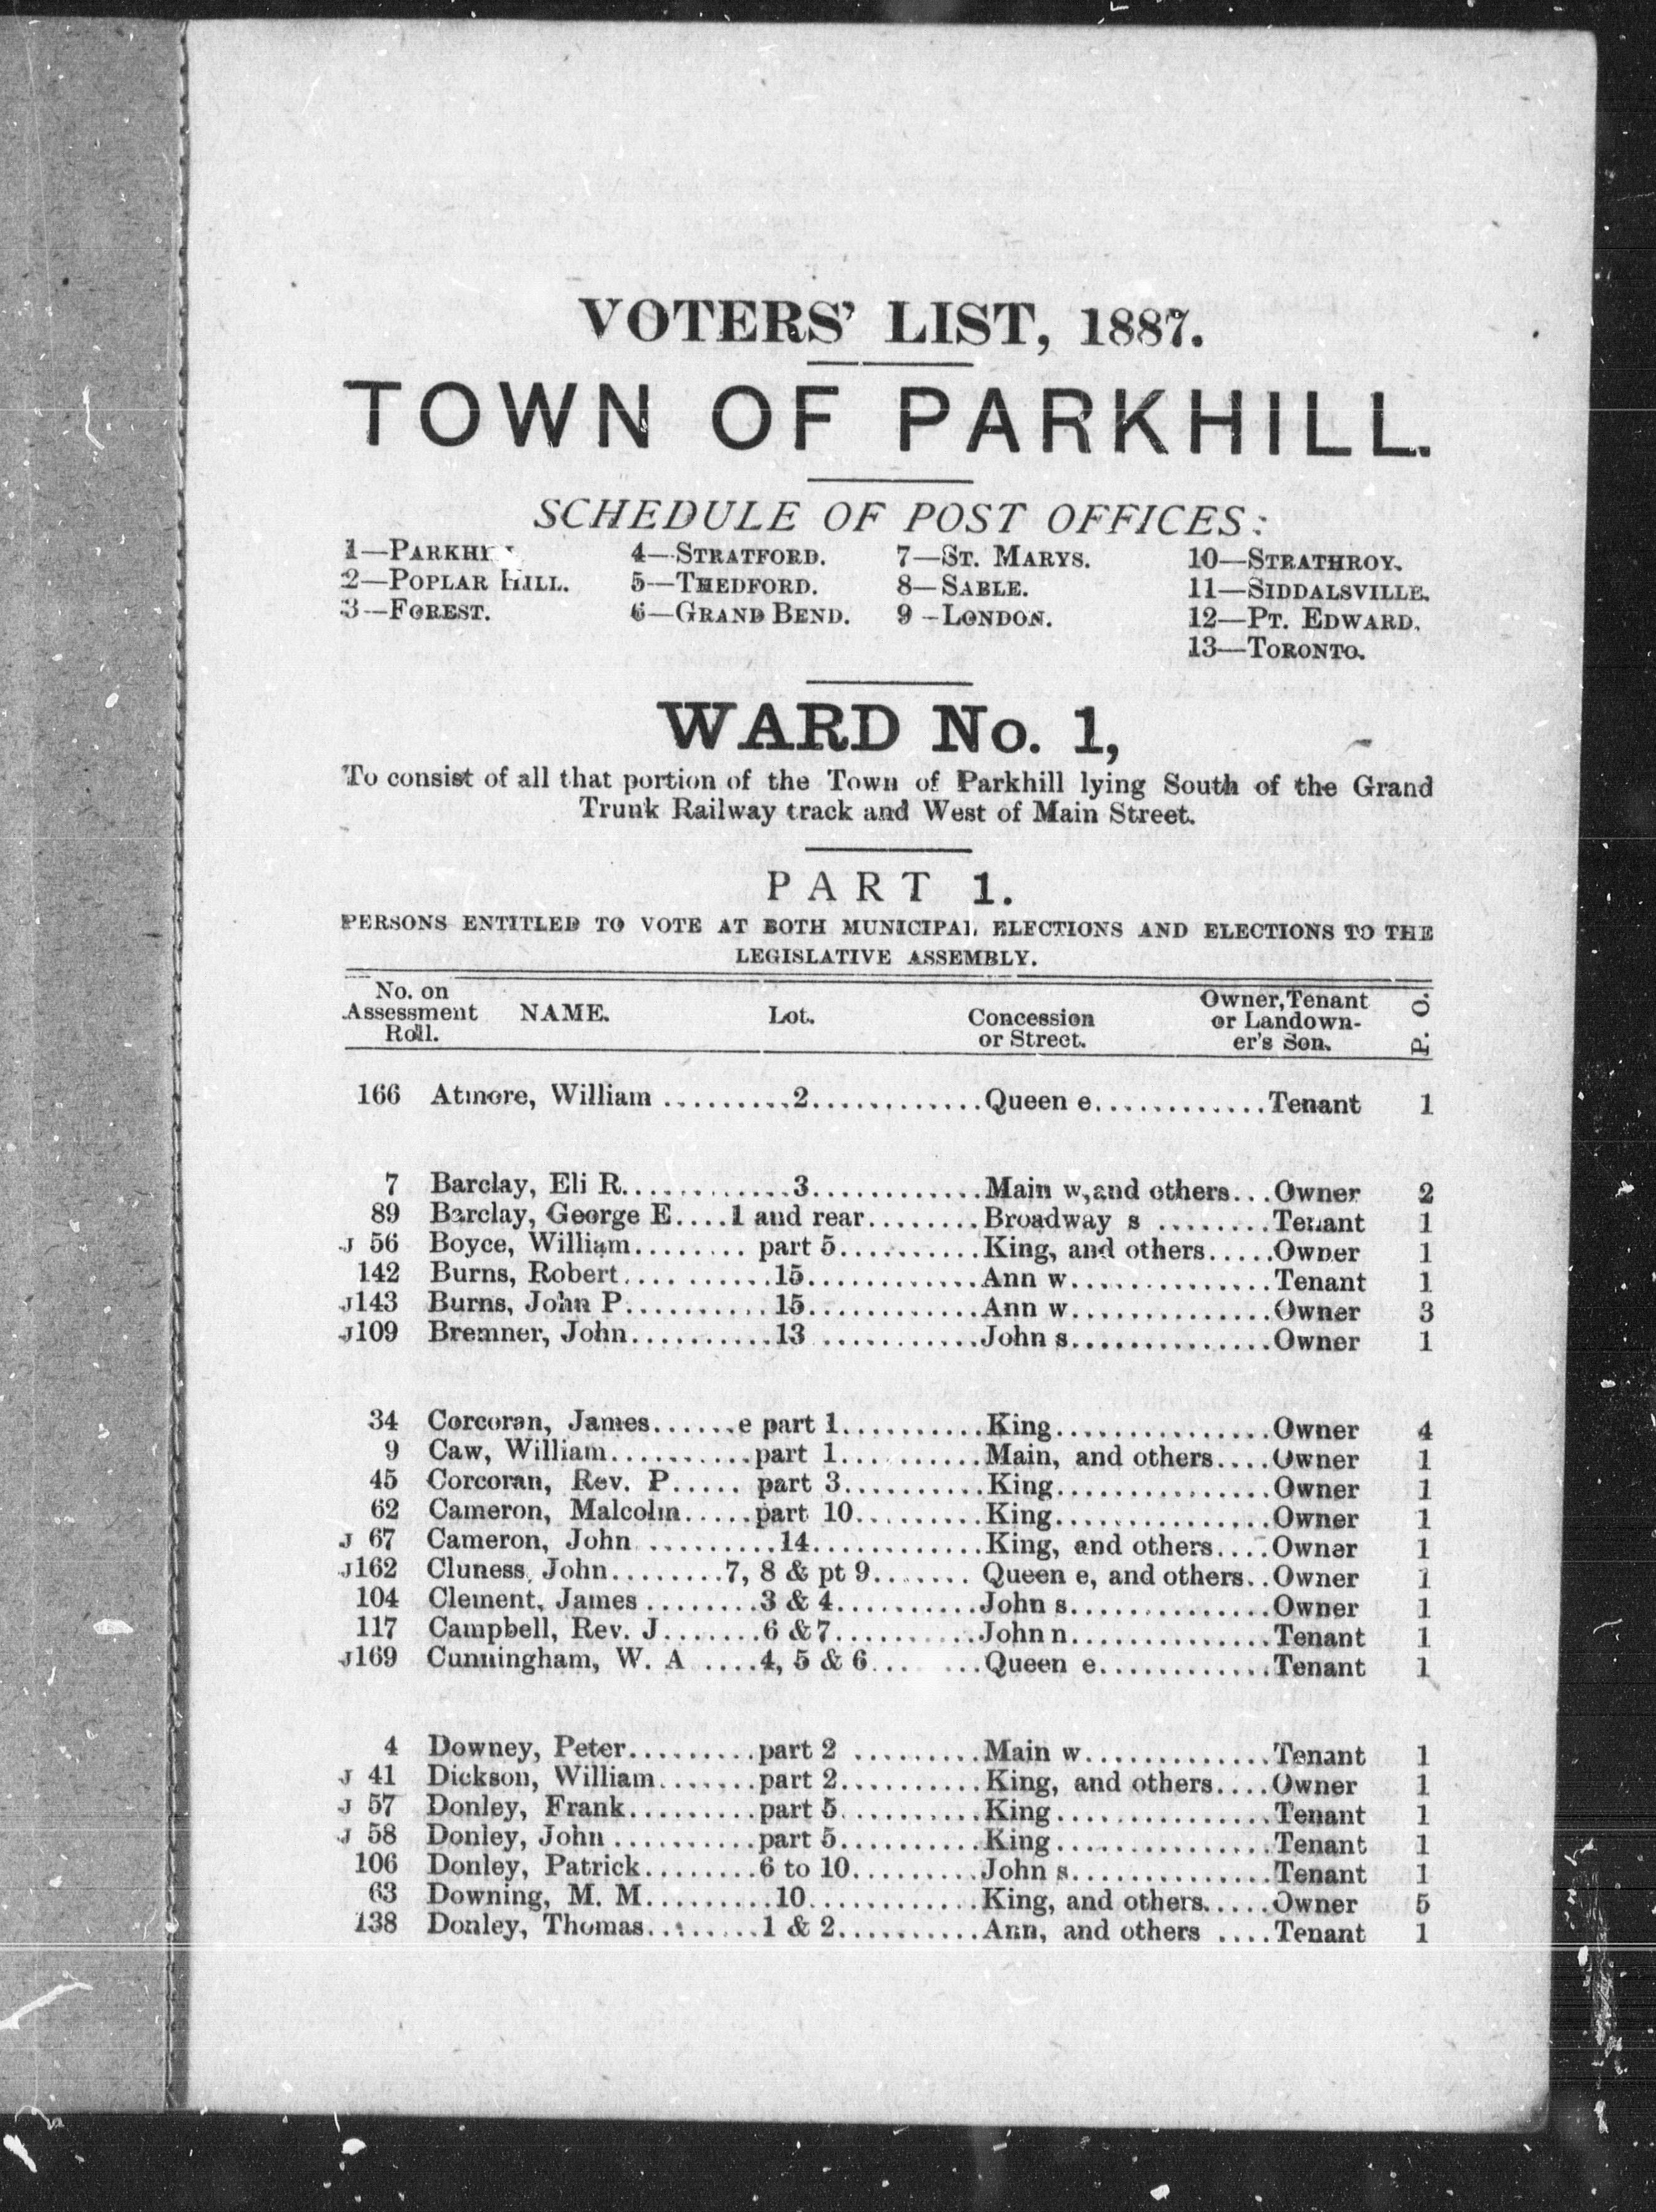 VOTERS' LIST, 1887.
TOWN OF PARKHILL.
SCHEDULE OF POST OFFICES:
1—PARKHI 4—STRATFORD. 7—ST. MARYS. 10—STRATHROY.
2—POPLAR HILL. 5—THEDFORD. 8—SABLE. 11—SIDDALSVILLE.
3—FOREST. 6—GRAND BEND. 9—LONDON. 12—PT. EDWARD.
13—TORONTO.
WARD No. 1,
To consist of all that portion of the Town of Parkhill lying South of the Grand
Trunk Railway track and West of Main Street.
PART 1.
PERSONS ENTITLED TO VOTE AT BOTH MUNICIPAL ELECTIONS AND ELECTIONS TO THE
LEGISLATIVE ASSEMBLY.
No. on Assessment Roll. NAME. Lot. Concession or Street. Owner, Tenant or Landown-er's Son. P. O.
166 Atmore, William .........2............Queen e............Tenant 1
7 Barclay, Eli R............3............Main w,and others...Owner 2
89 Barclay, George E....1 and rear........Broadway s ........Tenant 1
J 56 Boyce, William........ part 5..........King, and others.....Owner 1
142 Burns, Robert..........15............Ann w..............Tenant 1
J143 Burns, John P..........15............Ann w..............Owner 3
J109 Bremner, John..........13 ...........John s..............Owner 1
34 Corcoran, James......e part 1..........King...............Owner 4
9 Caw, William..........part 1..........Main, and others....Owner 1
45 Corcoran, Rev. P..... part 3..........King...............Owner 1
62 Cameron, Malcolm.....part 10.........King...............Owner 1
J 67 Cameron, John ..........14............King, and others....Owner 1
J162 Cluness, John........7, 8 & pt 9....... Queen e, and others..Owner 1
104 Clement, James ........3 & 4..........John s..............Owner 1
117 Campbell, Rev. J.......6 & 7..........John n..............Tenant 1
J169 Cunningham, W. A ....4, 5 & 6... ...Queen e............Tenant 1
4 Downey, Peter.........part 2 .........Main w.............Tenant 1
J 41 Dickson, William.......part 2..........King, and others....Owner 1
J 57 Donley, Frank.........part 5..........King...............Tenant 1
J 58 Donley, John ..........part 5..........King...............Tenant 1
106 Donley, Patrick........6 to 10.........John s..............Tenant 1
63 Downing, M. M..........10............King, and others.....Owner 5
138 Donley, Thomas........1 & 2..........Ann, and others ....Tenant 1